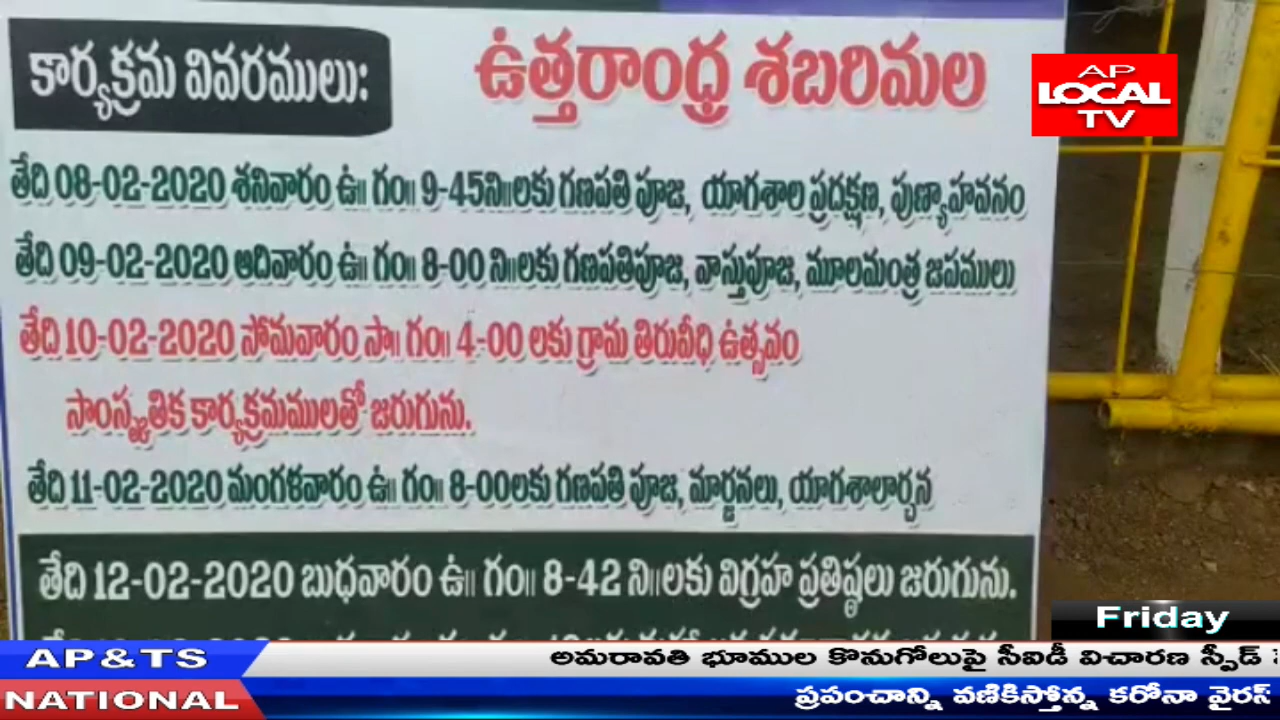 కార్యక్రమ వివరములు:
ఉత్తరాంధ్ర శబరిమల
AP
LOCAL
TV
తేది 08-02-2020 శనివారం ఉ॥ గం॥ 9-45ని॥లకు గణపతి పూజ, యాగశాల ప్రదక్షణ, పుణ్యాహవనం
తేది 09-02-2020 ఆదివారం ఉ॥ గం॥ 8-00 ని॥లకు గణపతిపూజ, వాస్తుపూజ, మూలమంత్ర జపములు
తేది 10-02-2020 సోమవారం సా॥ గం॥ 4-00 లకు గ్రామ తిరువీధి ఉత్సవం
సాంస్కృతిక కార్యక్రమములతో జరుగును.
తేది 11-02-2020 మంగళవారం ఉ॥ గం॥ 8-00లకు గణపతి పూజ, మార్జనలు, యాగశాలార్చన
తేది 12-02-2020 బుధవారం ఉ॥ గం॥ 8-42 ని॥లకు విగ్రహ ప్రతిష్ఠలు జరుగును.
Friday
AP&TS
అమరావతి భూముల కొనుగోలుపై సీఐడీ విచారణ స్పీడ్
NATIONAL
ప్రపంచాన్ని వణికిస్తోన్న కరోనా వైరస్